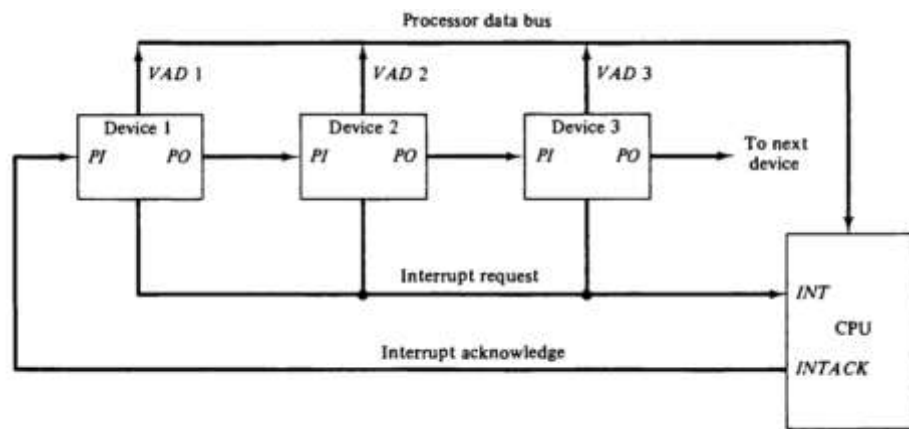 Processor data bus
VAD 1
VAD 2
VAD 3
Device 1
PI PO
Device 2
PI PO
Device 3
PI PO
To next
device
Interrupt request
INT
CPU
Interrupt acknowledge
INTACK